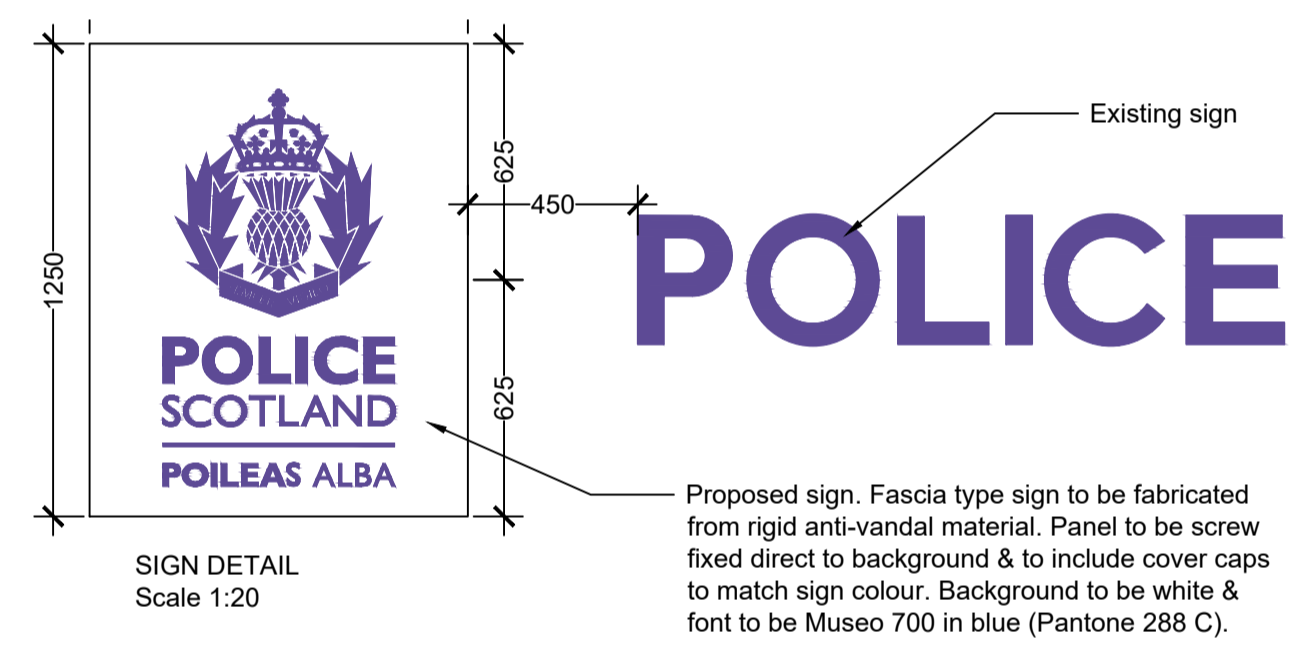 1250
625
450
625
Existing sign
POLICE
POLICE
SCOTLAND
POILEAS ALBA
Proposed sign. Fascia type sign to be fabricated
from rigid anti-vandal material. Panel to be screw
fixed direct to background & to include cover caps
to match sign colour. Background to be white &
font to be Museo 700 in blue (Pantone 288 C).
SIGN DETAIL
Scale 1:20